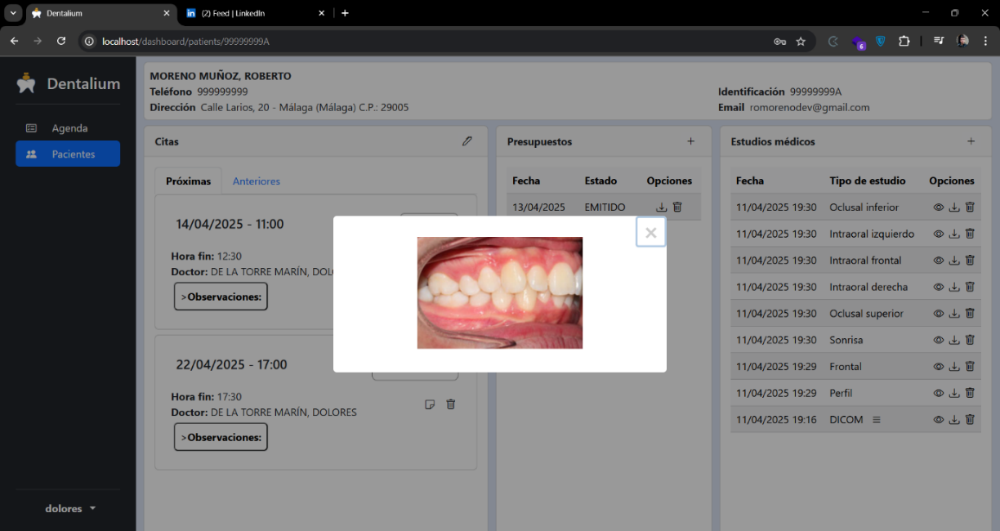 Dentalium
(2) Feed | LinkedIn
localhost/dashboard/patients/99999999A
6
Dentalium
Agenda
Pacientes
dolores
MORENO MUÑOZ, ROBERTO
Teléfono 999999999
Identificación 99999999A
Dirección Calle Larios, 20 - Málaga (Málaga) C.P.: 29005
Email romorenodev@gmail.com
Citas
Próximas Anteriores
14/04/2025 - 11:00
Hora fin: 12:30
Doctor: DE LA TORRE MARÍN, DOLO
>Observaciones:
22/04/2025 - 17:00
Hora fin: 17:30
Doctor: DE LA TORRE MARÍN, DOLORES
>Observaciones:
Presupuestos
Fecha Estado Opciones
13/04/2025 EMITIDO
Estudios médicos
Fecha Tipo de estudio Opciones
11/04/2025 19:30 Oclusal inferior
11/04/2025 19:30 Intraoral izquierdo
11/04/2025 19:30 Intraoral frontal
11/04/2025 19:30 Intraoral derecha
11/04/2025 19:30 Oclusal superior
11/04/2025 19:30 Sonrisa
11/04/2025 19:29 Frontal
11/04/2025 19:29 Perfil
11/04/2025 19:16 DICOM